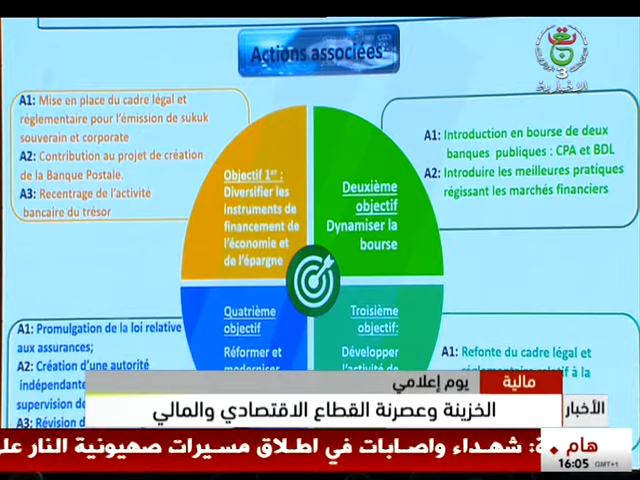 Actions associées
3
الإخبارية
A1: Mise en place du cadre légal et
réglementaire pour l'émission de sukuk
souverain et corporate
A2: Contribution au projet de création
de la Banque Postale.
A3: Recentrage de l'activité
bancaire du trésor
Objectif 1er :
Diversifier les
instruments de
financement de
l'économie et
de l'épargne
Deuxième
objectif
Dynamiser la
bourse
A1: Introduction en bourse de deux
banques publiques : CPA et BDL
A2: Introduire les meilleures pratiques
régissant les marchés financiers
A1: Promulgation de la loi relative
aux assurances;
A2: Création d'une autorité
indépendante
supervision de
A3: Révision d
Quatrième
objectif
Réformer et
moderniser
Troisième
objectif:
Développer
l'activité de
A1: Refonte du cadre légal et
réglementaire relatif à la
مالية
يوم إعلامي
الأخبار
الخزينة وعصرنة القطاع الاقتصادي والمالي
هام
ة: شهداء واصابات في اطلاق مسيرات صهيونية النار على
16:05 GMT+1